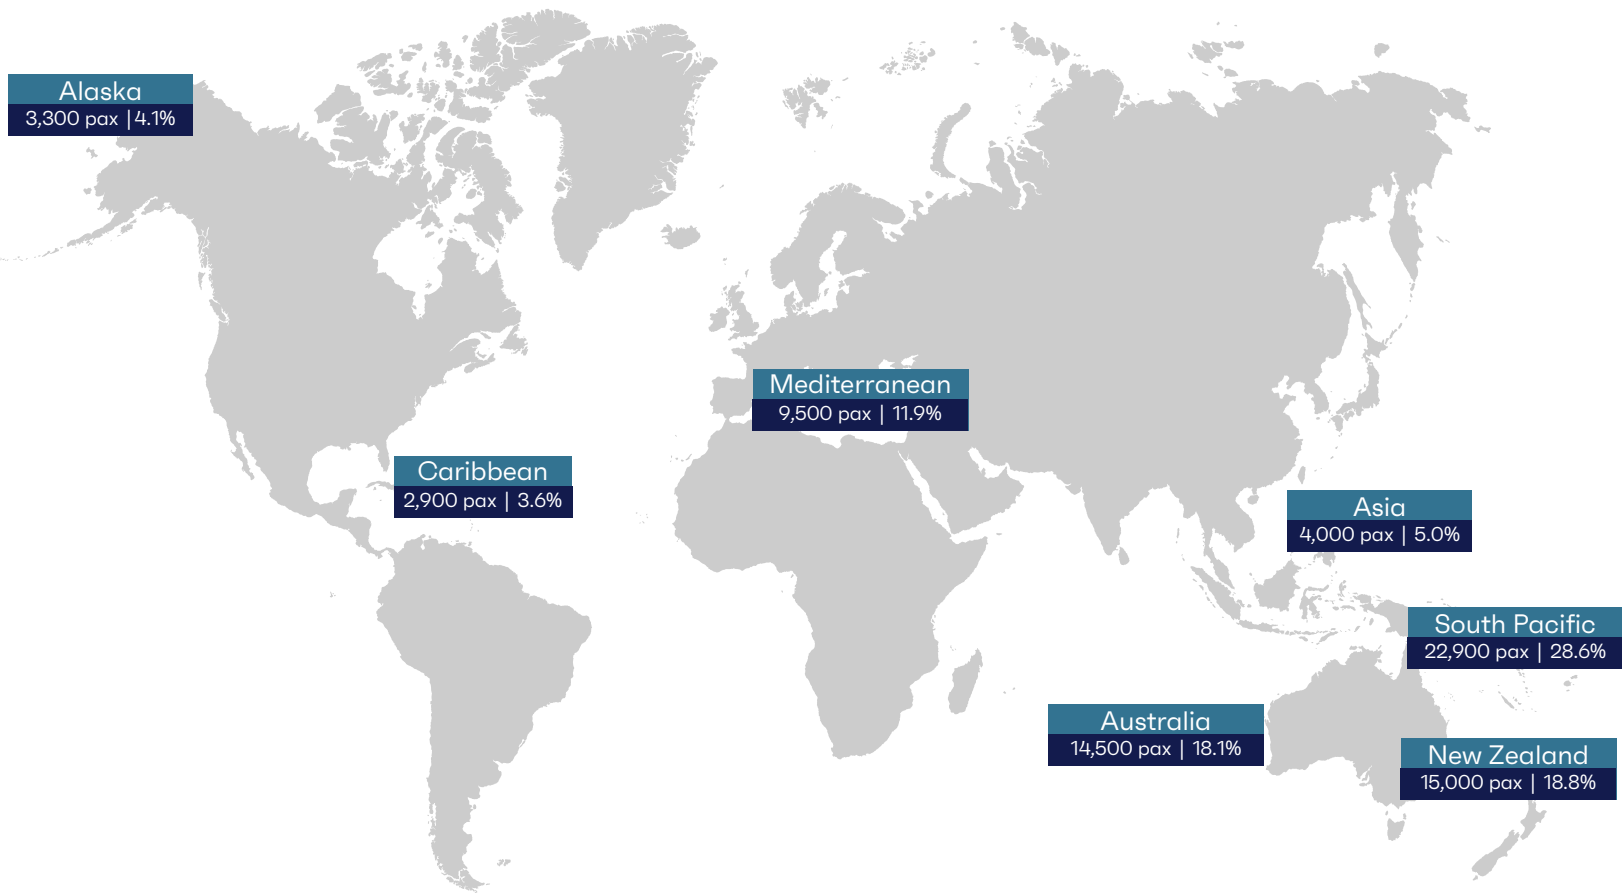 Alaska
3,300 pax | 4.1%
Mediterranean
9,500 pax | 11.9%
Caribbean
2,900 pax | 3.6%
Asia
4,000 pax | 5.0%
South Pacific
22,900 pax | 28.6%
Australia
14,500 pax | 18.1%
New Zealand
15,000 pax | 18.8%